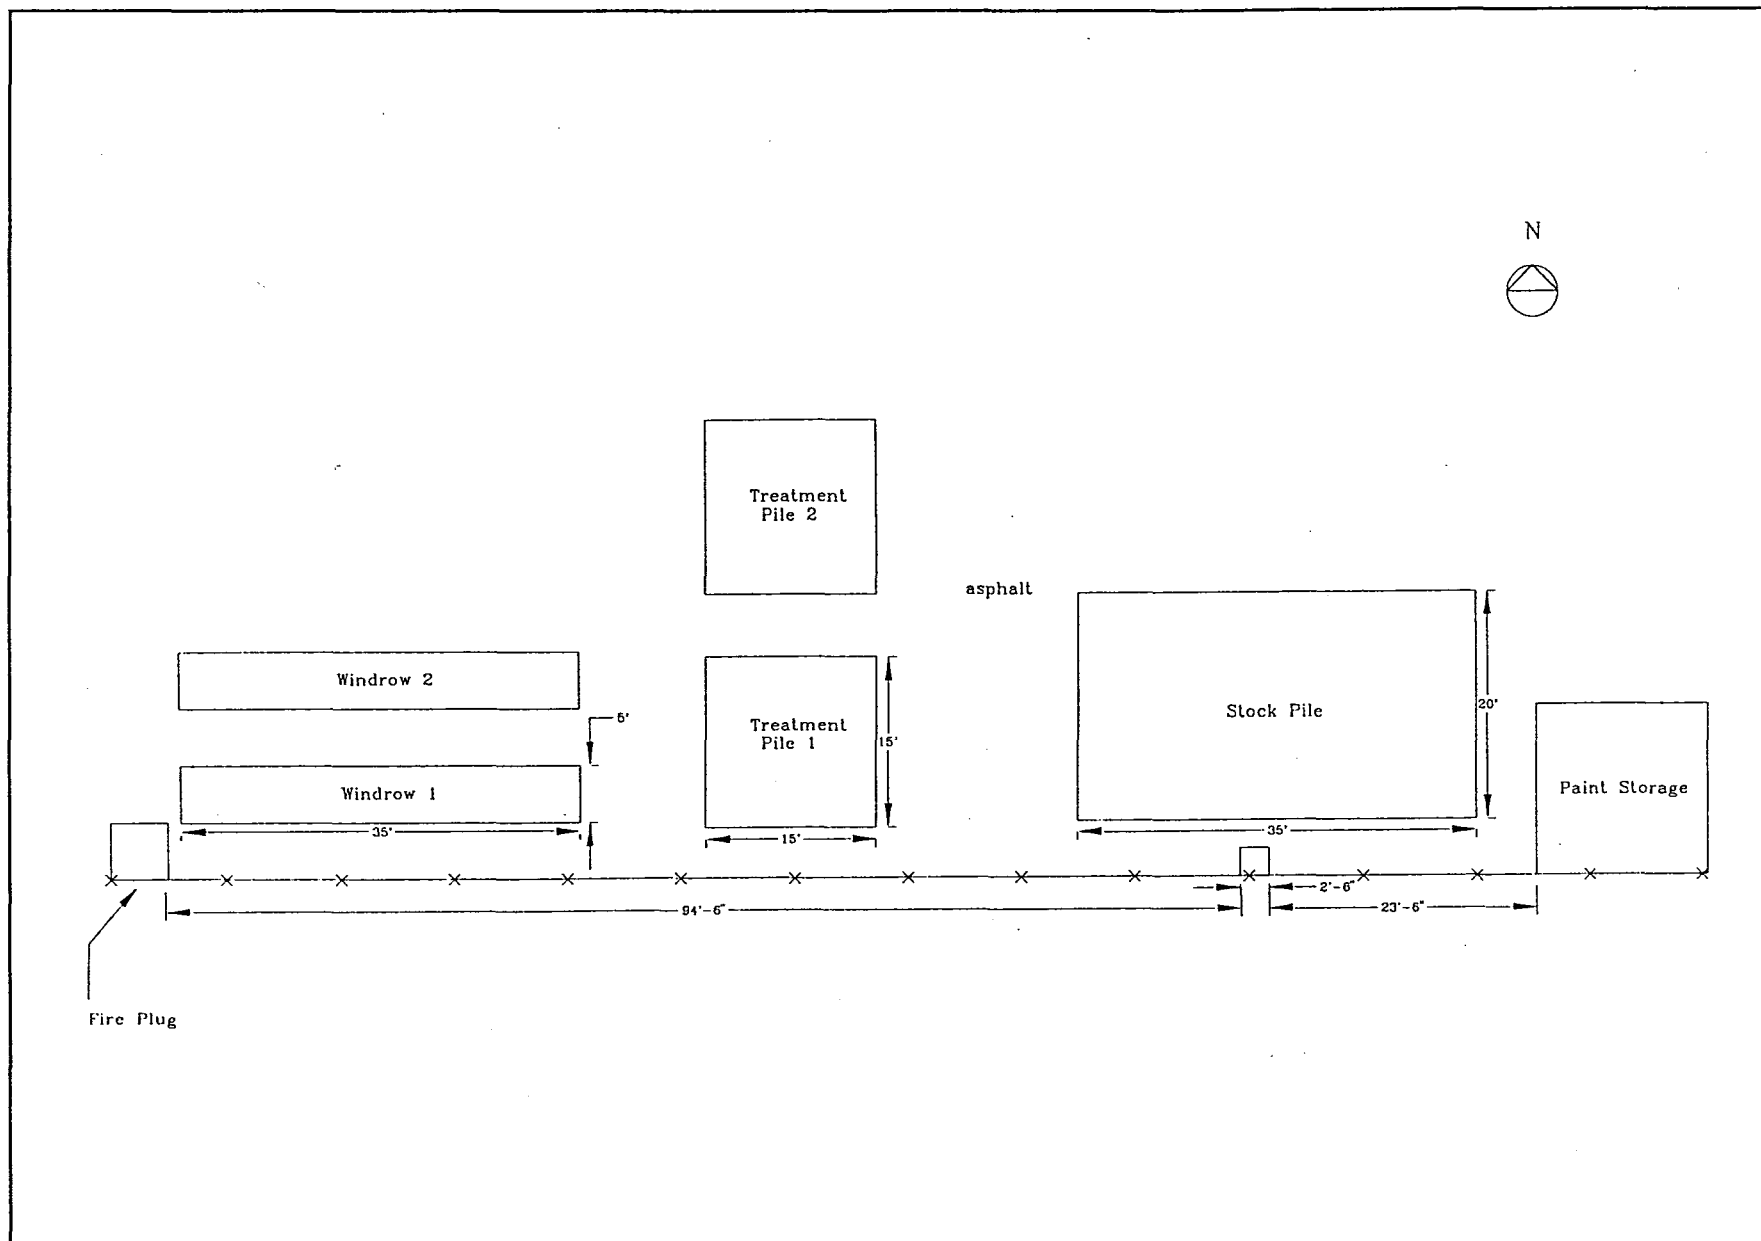 N
Treatment
Pile 2
asphalt
Windrow 2
5'
Stock Pile
20'
Treatment
Pile 1
15'
Windrow 1
Paint Storage
35'
15'
35'
2'-6"
94'-6"
23'-6"
Fire Plug